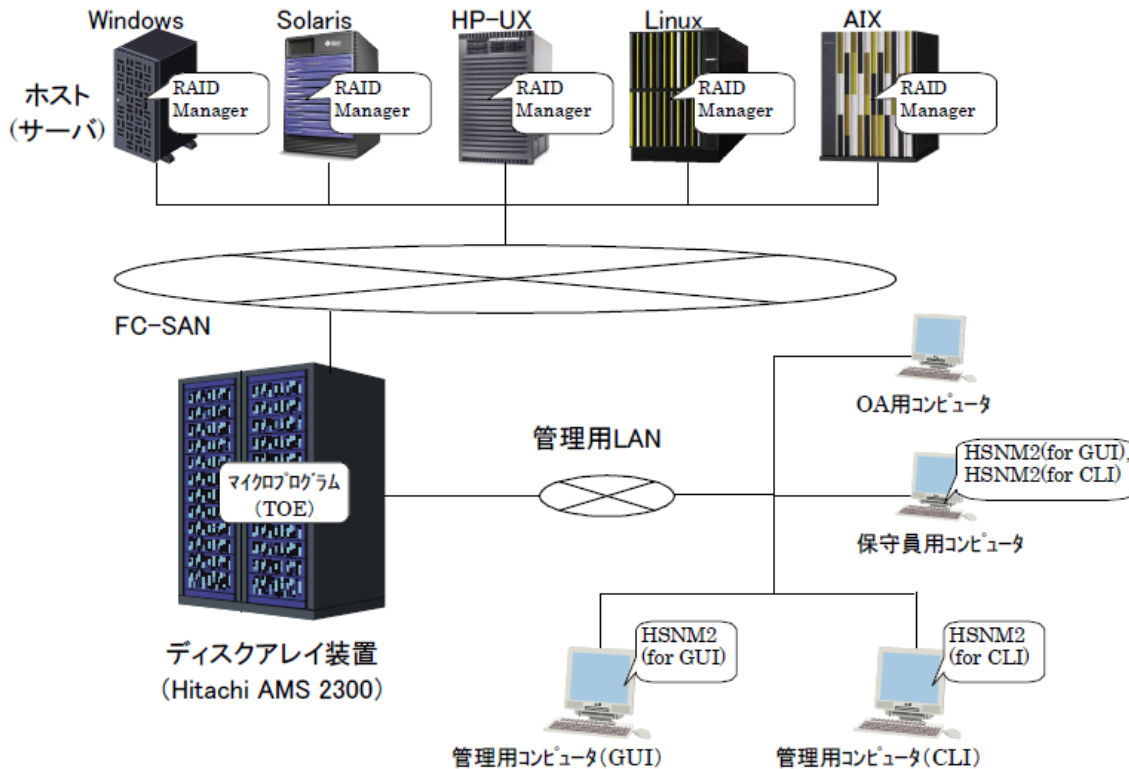 Windows
Solaris
HP-UX
Linux
AIX
ホスト
(サーバ)
RAID
Manager
RAID
Manager
RAID
Manager
RAID
Manager
RAID
Manager
FC-SAN
OA用コンピュータ
管理用LAN
マイクロプログラム
(TOE)
HSNM2(for GUI),
HSNM2(for CLI)
保守員用コンピュータ
ディスクアレイ装置
(Hitachi AMS 2300)
HSNM2
(for GUI)
HSNM2
(for CLI)
管理用コンピュータ(GUI)
管理用コンピュータ(CLI)